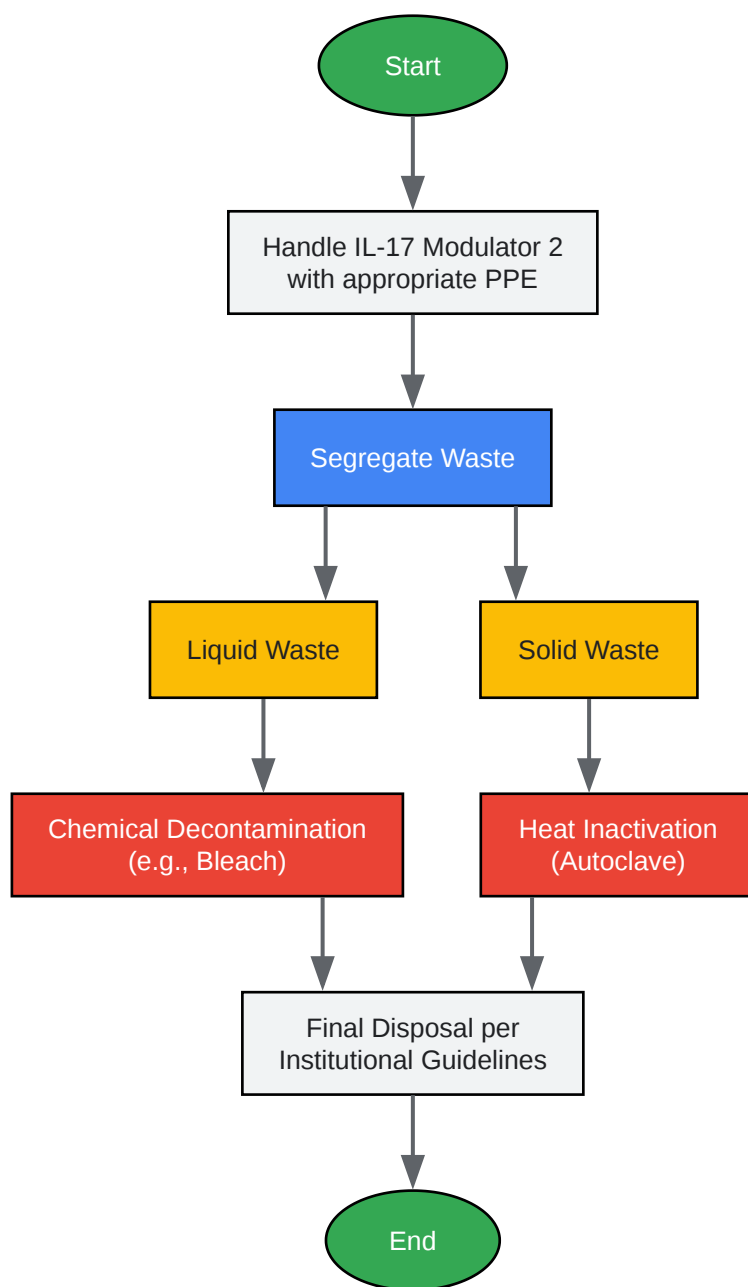 Start
Handle IL-17 Modulator 2
with appropriate PPE
Segregate Waste
Liquid Waste
Solid Waste
Chemical Decontamination
(e.g., Bleach)
Heat Inactivation
(Autoclave)
Final Disposal per
Institutional Guidelines
End